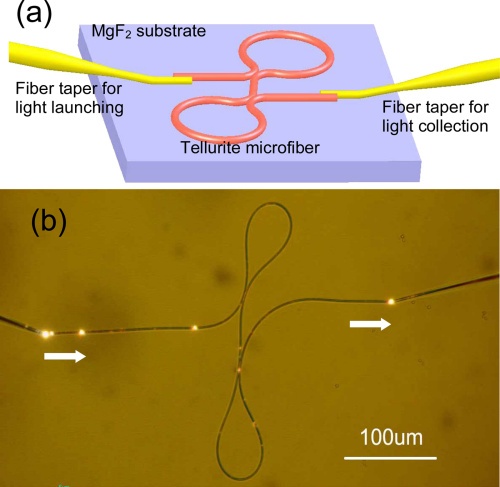 (a)
MgF₂ substrate
Fiber taper for
light launching
Fiber taper for
light collection
Tellurite microfiber
(b)
100um